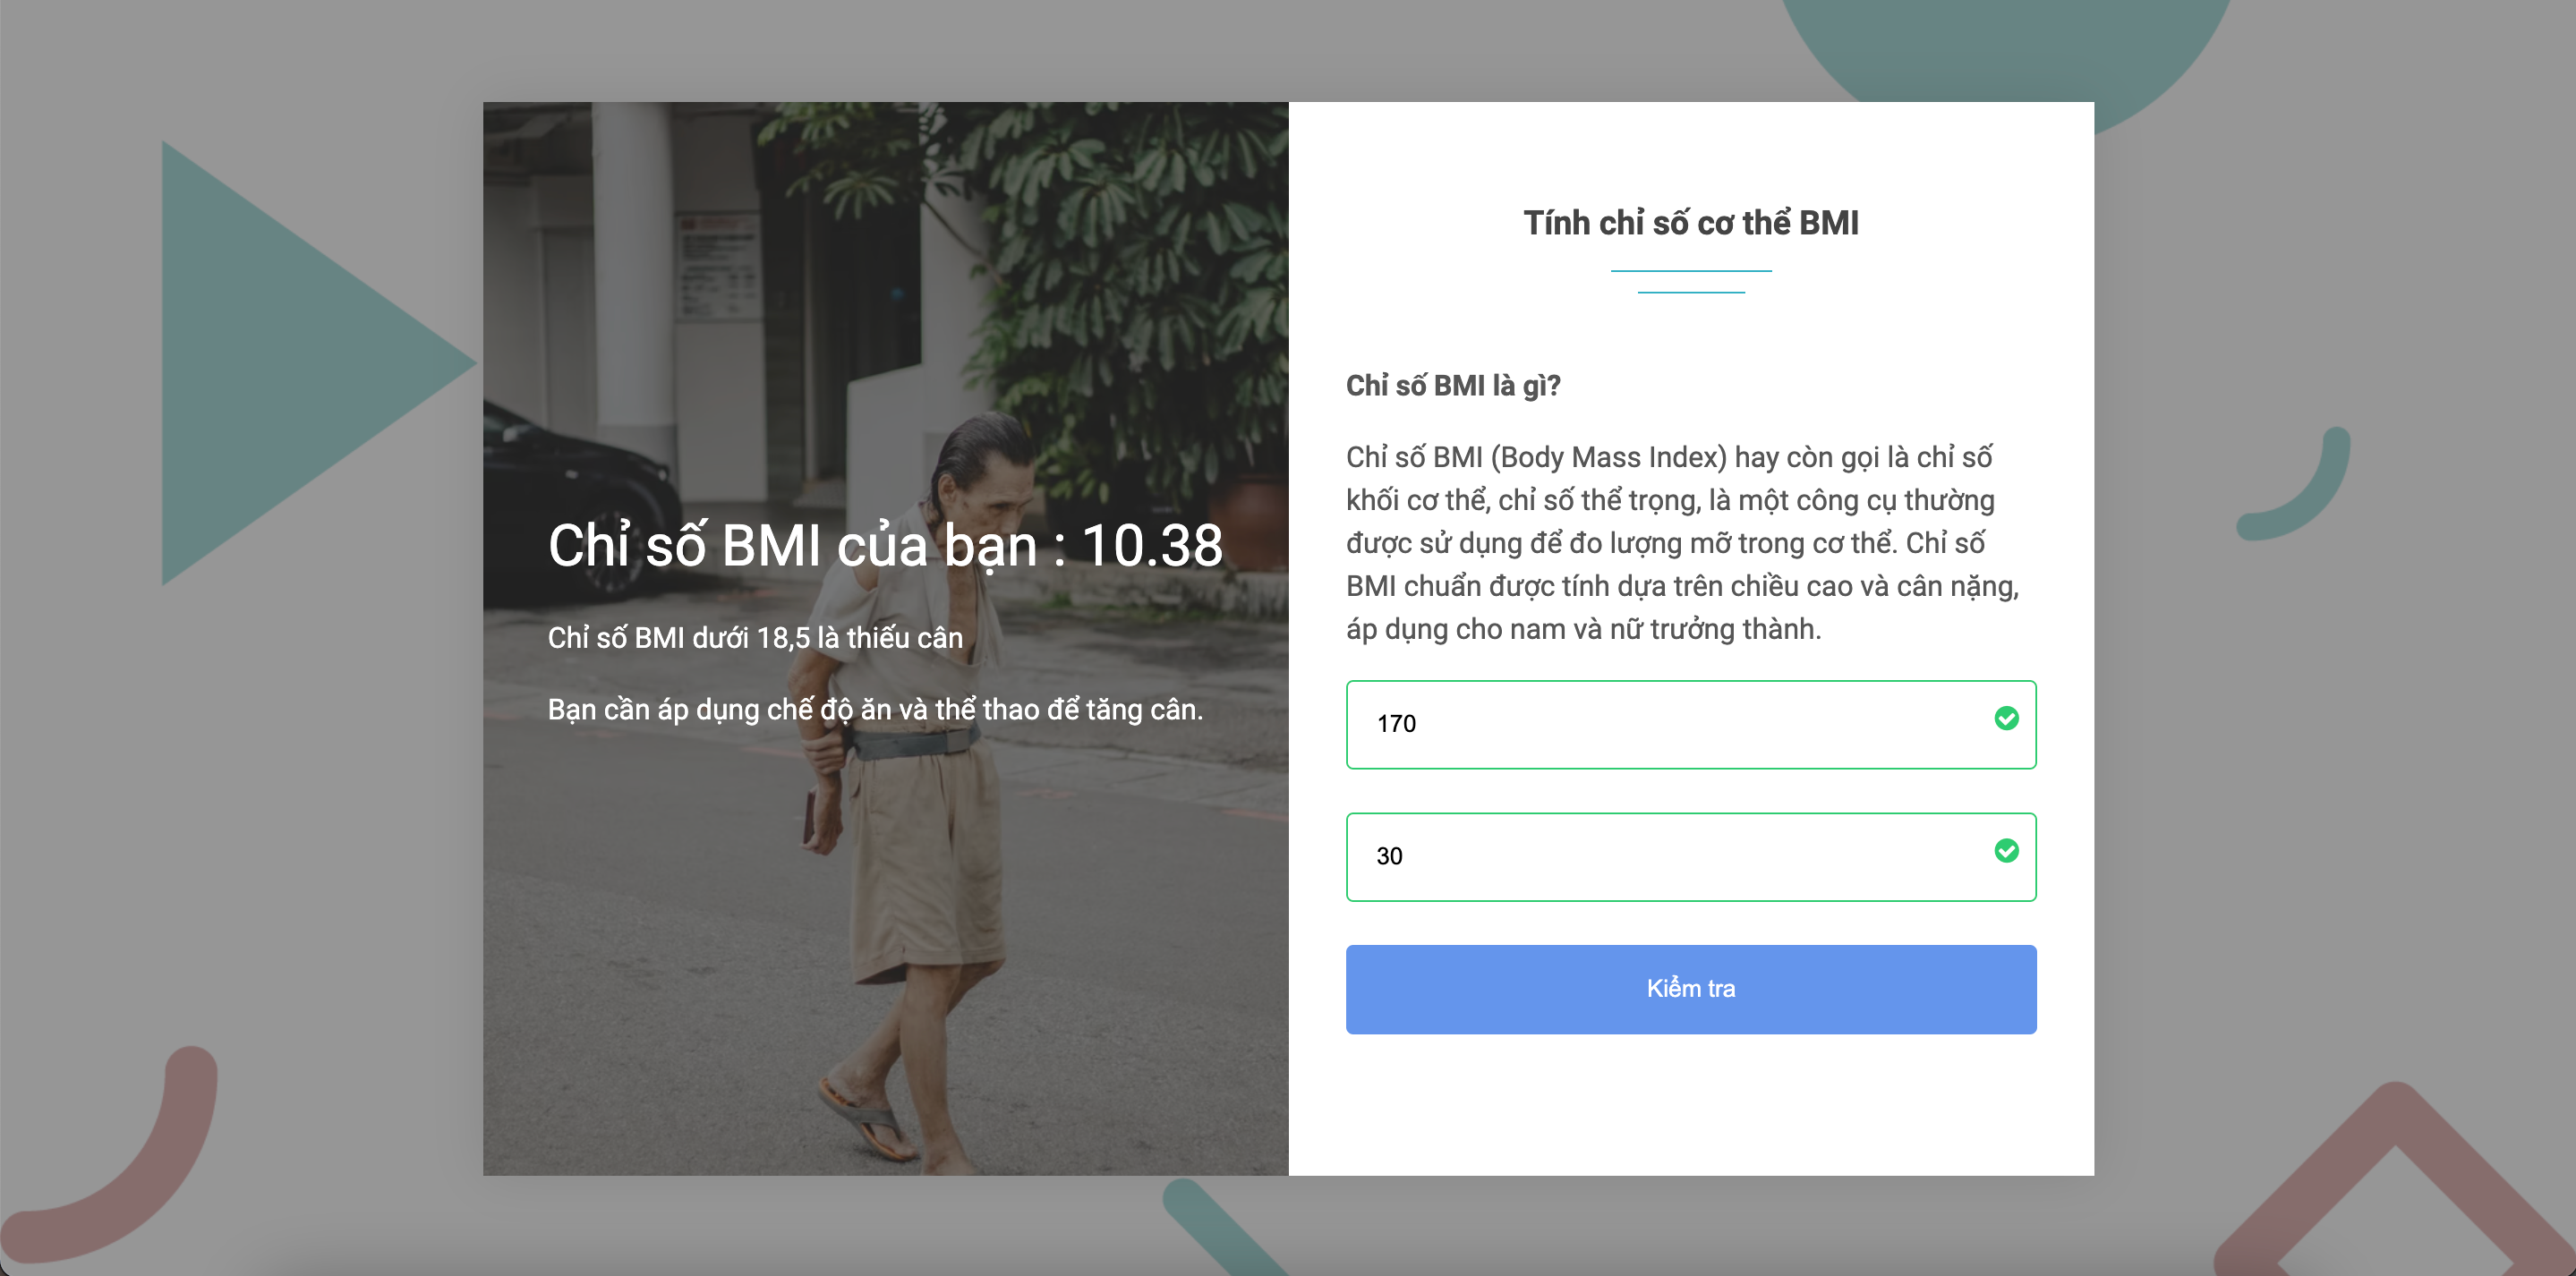 Chỉ số BMI của bạn : 10.38
Chỉ số BMI dưới 18,5 là thiếu cân
Bạn cần áp dụng chế độ ăn và thể thao để tăng cân.
Tính chỉ số cơ thể BMI
Chỉ số BMI là gì?
Chỉ số BMI (Body Mass Index) hay còn gọi là chỉ số
khối cơ thể, chỉ số thể trọng, là một công cụ thường
được sử dụng để đo lượng mỡ trong cơ thể. Chỉ số
BMI chuẩn được tính dựa trên chiều cao và cân nặng,
áp dụng cho nam và nữ trưởng thành.
170
30
Kiểm tra